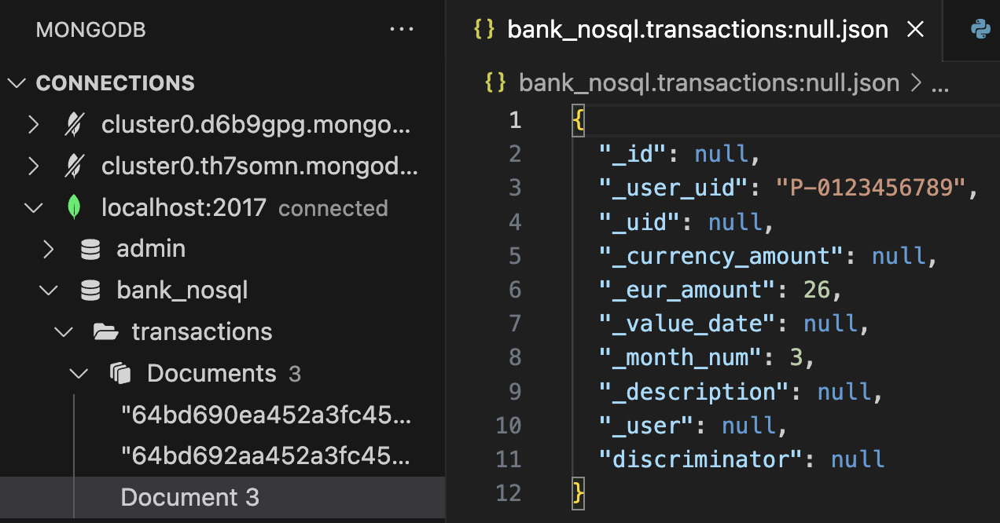 MONGODB
CONNECTIONS
cluster0.d6b9gpg.mongo...
cluster0.th7somn.mongod...
localhost:2017 connected
admin
bank_nosql
transactions
Documents 3
"64bd690ea452a3fc45...
"64bd692aa452a3fc45...
Document 3
{} bank_nosql.transactions:null.json
{} bank_nosql.transactions:null.json > ...
1 {
2 "_id": null,
3 "_user_uid": "P-0123456789",
4 "_uid": null,
5 "_currency_amount": null,
6 "_eur_amount": 26,
7 "_value_date": null,
8 "_month_num": 3,
9 "_description": null,
10 "_user": null,
11 "discriminator": null
12 }